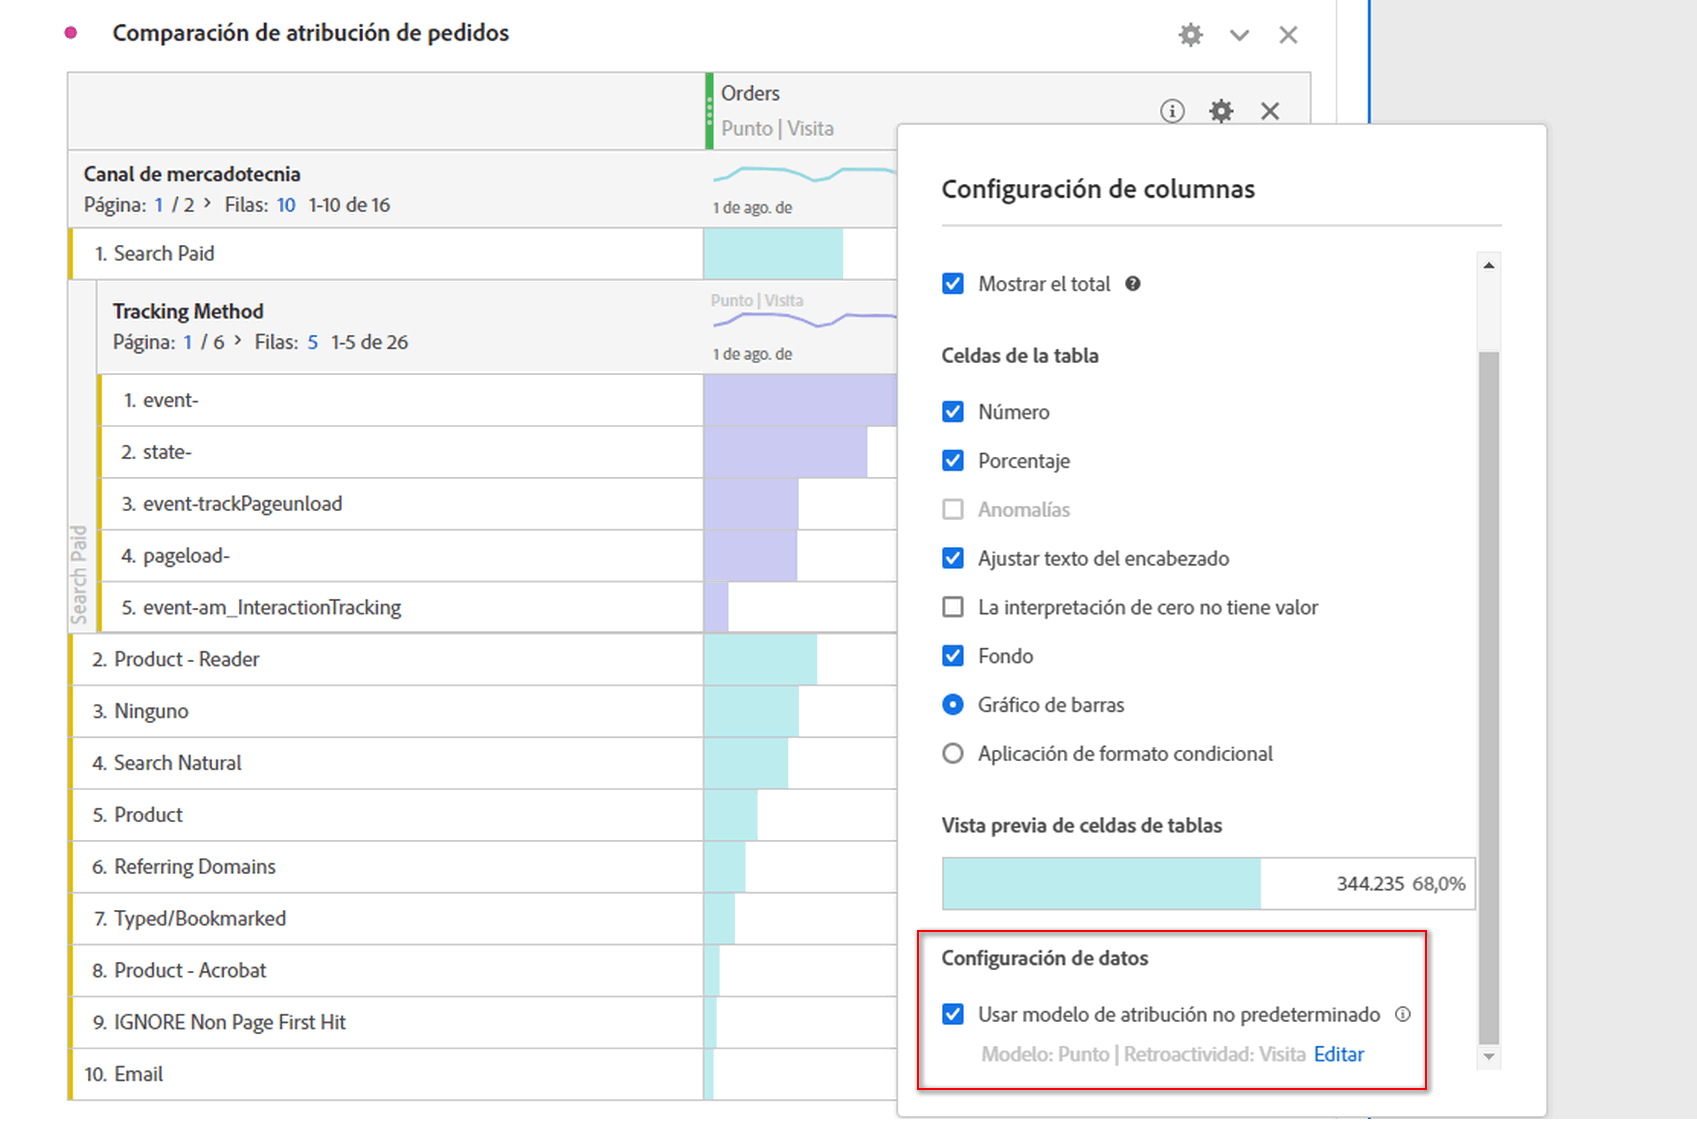 Comparación de atribución de pedidos
Orders
Punto | Visita
Canal de mercadotecnia
Página: 1 / 2 > Filas: 10 1-10 de 16
1 de ago. de
1. Search Paid
Search Paid
Tracking Method
Página: 1 / 6 > Filas: 5 1-5 de 26
Punto | Visita
1 de ago. de
1. event-
2. state-
3. event-trackPageunload
4. pageload-
5. event-am_InteractionTracking
2. Product - Reader
3. Ninguno
4. Search Natural
5. Product
6. Referring Domains
7. Typed/Bookmarked
8. Product - Acrobat
9. IGNORE Non Page First Hit
10. Email
Configuración de columnas
Mostrar el total
Celdas de la tabla
Número
Porcentaje
Anomalías
Ajustar texto del encabezado
La interpretación de cero no tiene valor
Fondo
Gráfico de barras
Aplicación de formato condicional
Vista previa de celdas de tablas
344.235 68,0%
Configuración de datos
Usar modelo de atribución no predeterminado
Modelo: Punto | Retroactividad: Visita Editar